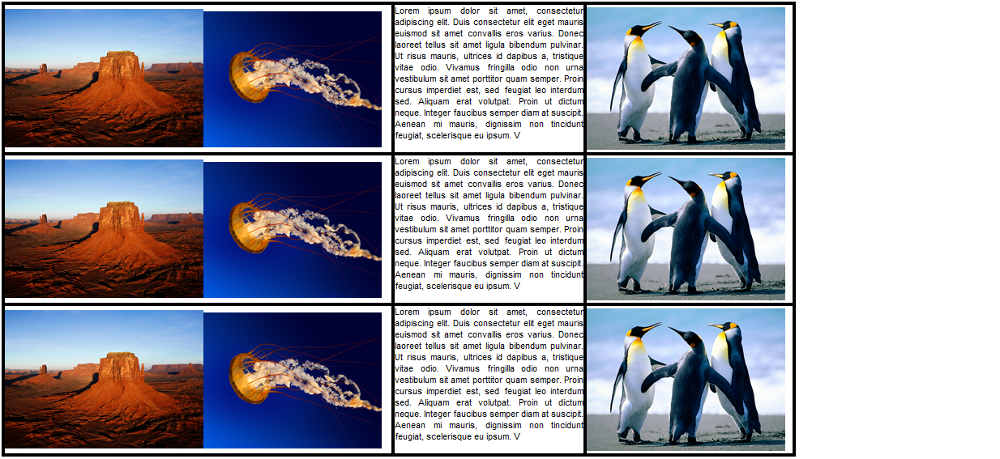 Lorem ipsum dolor sit amet, consectetur
adipiscing elit. Duis consectetur elit eget mauris
euismod sit amet convallis eros varius. Donec
laoreet tellus sit amet ligula bibendum pulvinar.
Ut risus mauris, ultrices id dapibus a, tristique
vitae odio. Vivamus fringilla odio non urna
vestibulum sit amet porttitor quam semper. Proin
cursus imperdiet est, sed feugiat leo interdum
sed. Aliquam erat volutpat. Proin ut dictum
neque. Integer faucibus semper diam at suscipit.
Aenean mi mauris, dignissim non tincidunt
feugiat, scelerisque eu ipsum. V
Lorem ipsum dolor sit amet, consectetur
adipiscing elit. Duis consectetur elit eget mauris
euismod sit amet convallis eros varius. Donec
laoreet tellus sit amet ligula bibendum pulvinar.
Ut risus mauris, ultrices id dapibus a, tristique
vitae odio. Vivamus fringilla odio non urna
vestibulum sit amet porttitor quam semper. Proin
cursus imperdiet est, sed feugiat leo interdum
sed. Aliquam erat volutpat. Proin ut dictum
neque. Integer faucibus semper diam at suscipit.
Aenean mi mauris, dignissim non tincidunt
feugiat, scelerisque eu ipsum. V
Lorem ipsum dolor sit amet, consectetur
adipiscing elit. Duis consectetur elit eget mauris
euismod sit amet convallis eros varius. Donec
laoreet tellus sit amet ligula bibendum pulvinar.
Ut risus mauris, ultrices id dapibus a, tristique
vitae odio. Vivamus fringilla odio non urna
vestibulum sit amet porttitor quam semper. Proin
cursus imperdiet est, sed feugiat leo interdum
sed. Aliquam erat volutpat. Proin ut dictum
neque. Integer faucibus semper diam at suscipit.
Aenean mi mauris, dignissim non tincidunt
feugiat, scelerisque eu ipsum. V